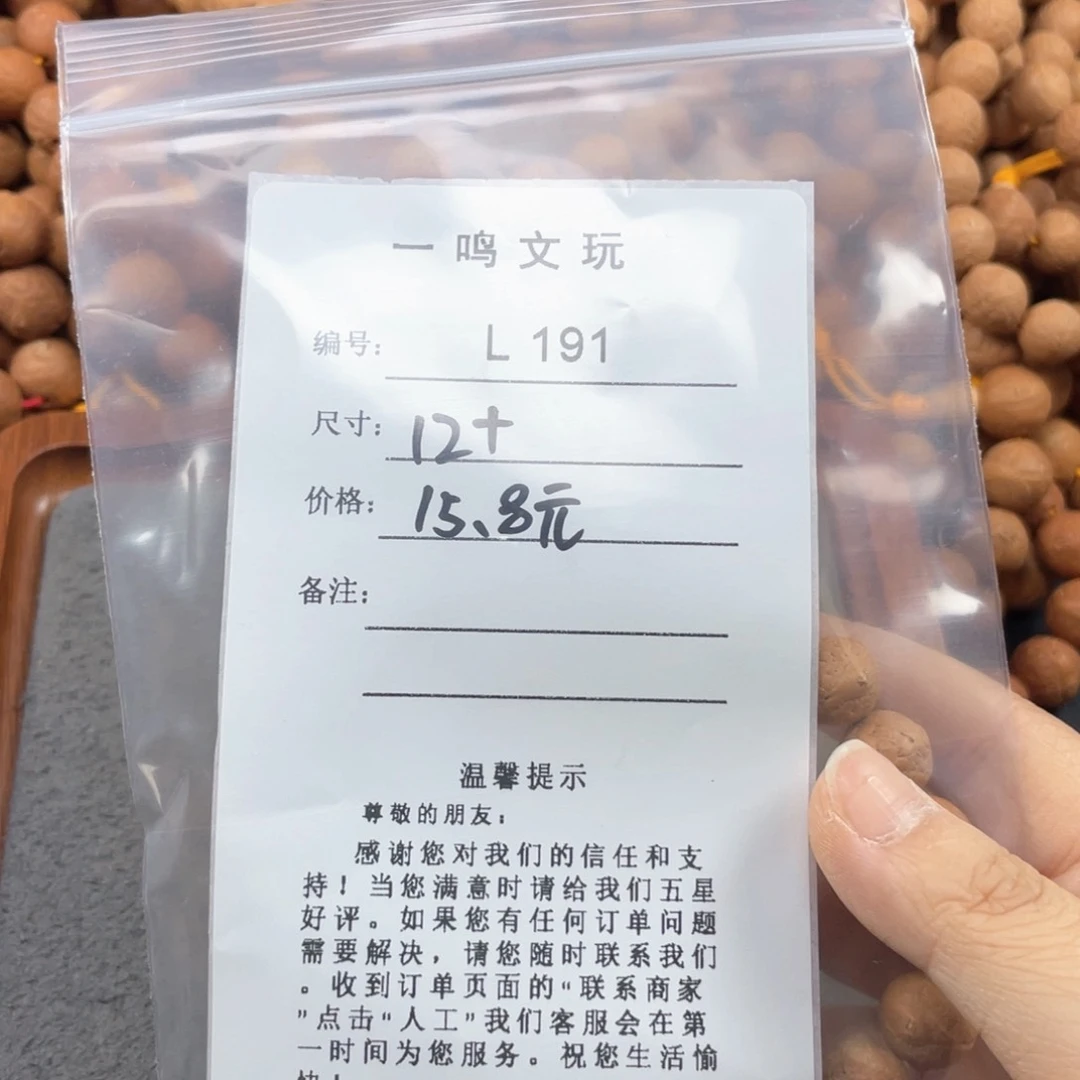 一鸣文玩
编号: L 191
尺寸: 12+
价格: 15、8元
备注:
温馨提示
尊敬的朋友:
感谢您对我们的信任和支
持!当您满意时请给我们五星
好评。如果您有任何订单问题
需要解决,请您随时联系我们
。收到订单页面的“联系商家
”点击“人工”我们客服会在第
一时间为您服务。祝您生活愉
快!